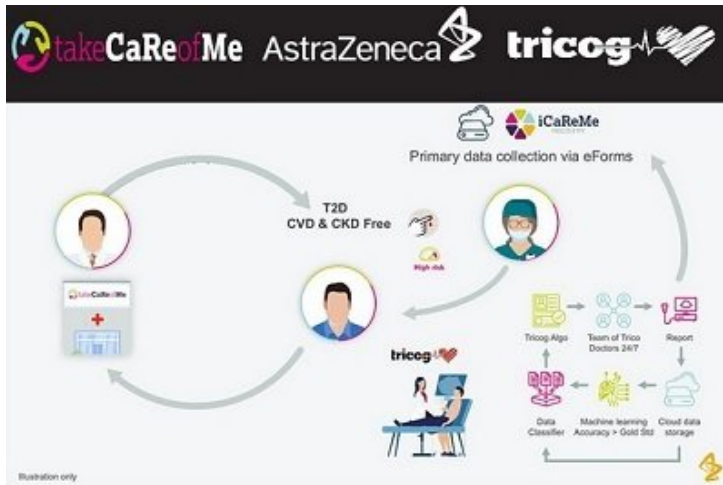 takeCaReofMe AstraZeneca tricog
iCaReMe
REGISTRY
Primary data collection via eForms
T2D
CVD & CKD Free
High risk
takeCaReofMe
tricog
Tricog Algo
Team of Trico
Doctors 24/7
Report
Data
Classifier
Machine learning
Accuracy > Gold Std
Cloud data
storage
Illustration only